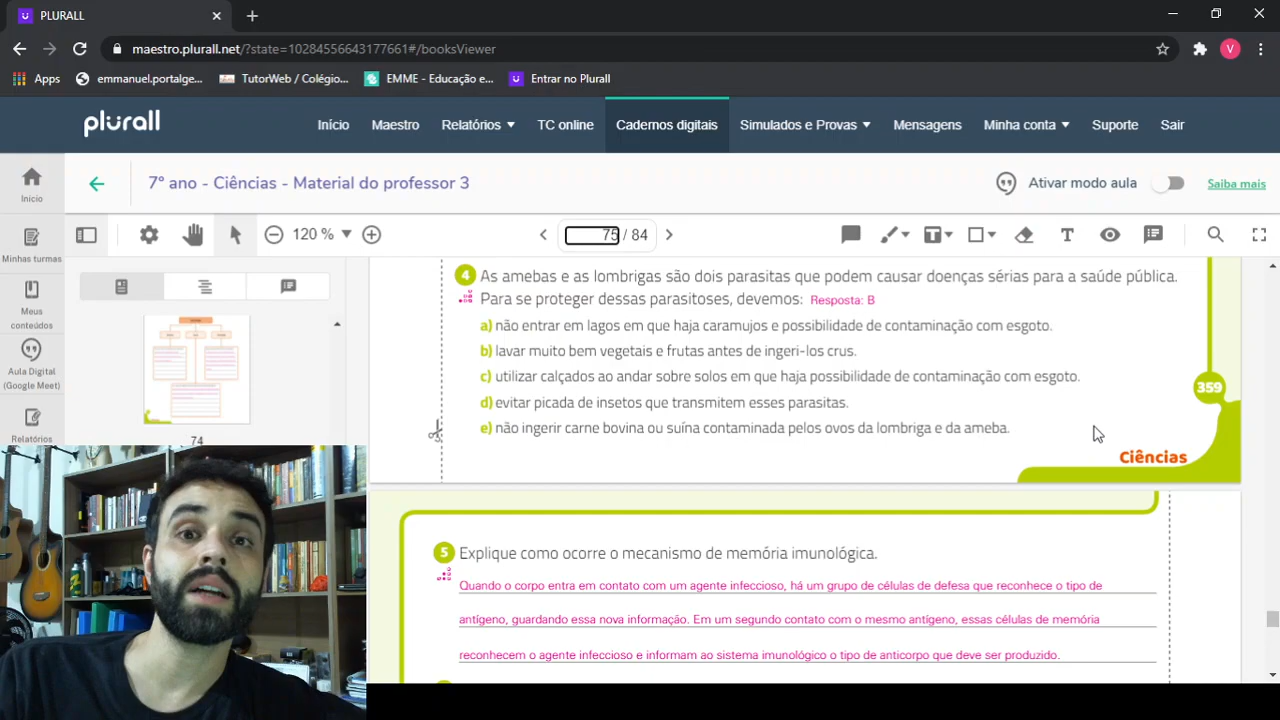 PLURALL
maestro.plurall.net/?state=10284556643177661#/booksViewer
Apps emmanuel.portalge... TutorWeb / Colégio... EMME - Educação e... Entrar no Plurall
V
plurall Início Maestro Relatórios TC online Cadernos digitais Simulados e Provas Mensagens Minha conta Suporte Sair
7º ano - Ciências - Material do professor 3 Ativar modo aula Saiba mais
Início
Minhas turmas
Meus
conteúdos
Aula Digital
(Google Meet)
Relatórios
120 % 75 / 84
74
4 As amebas e as lombrigas são dois parasitas que podem causar doenças sérias para a saúde pública.
Para se proteger dessas parasitoses, devemos: Resposta: B
a) não entrar em lagos em que haja caramujos e possibilidade de contaminação com esgoto.
b) lavar muito bem vegetais e frutas antes de ingeri-los crus.
c) utilizar calçados ao andar sobre solos em que haja possibilidade de contaminação com esgoto.
d) evitar picada de insetos que transmitem esses parasitas.
e) não ingerir carne bovina ou suína contaminada pelos ovos da lombriga e da ameba.
359
Ciências
5 Explique como ocorre o mecanismo de memória imunológica.
Quando o corpo entra em contato com um agente infeccioso, há um grupo de células de defesa que reconhece o tipo de
antígeno, guardando essa nova informação. Em um segundo contato com o mesmo antígeno, essas células de memória
reconhecem o agente infeccioso e informam ao sistema imunológico o tipo de anticorpo que deve ser produzido.